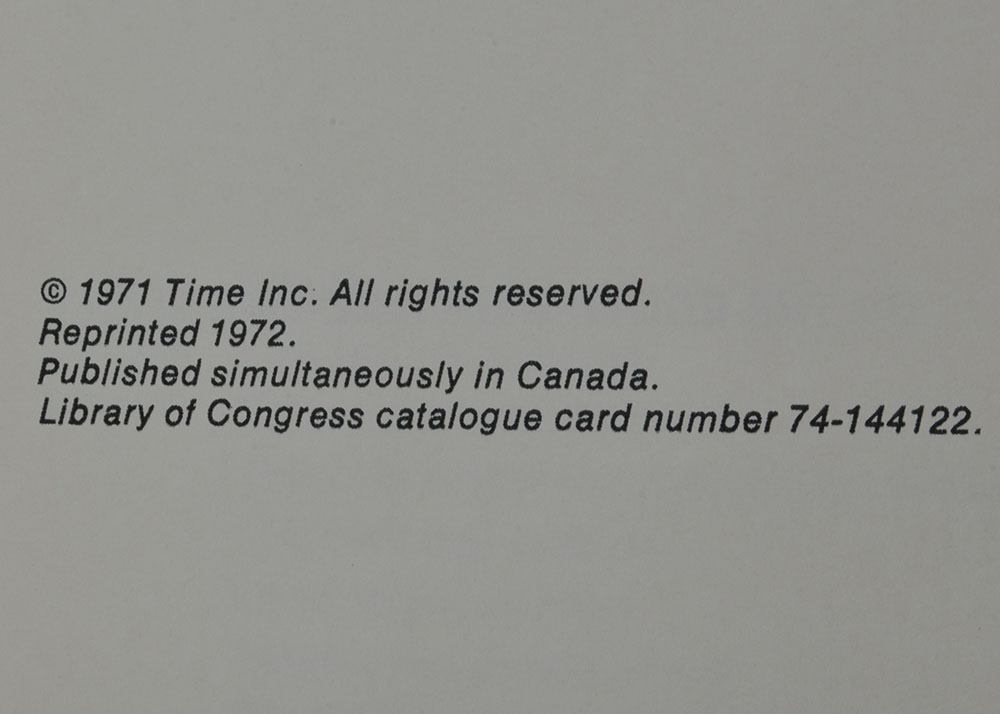 © 1971 Time Inc. All rights reserved.
Reprinted 1972.
Published simultaneously in Canada.
Library of Congress catalogue card number 74-144122.